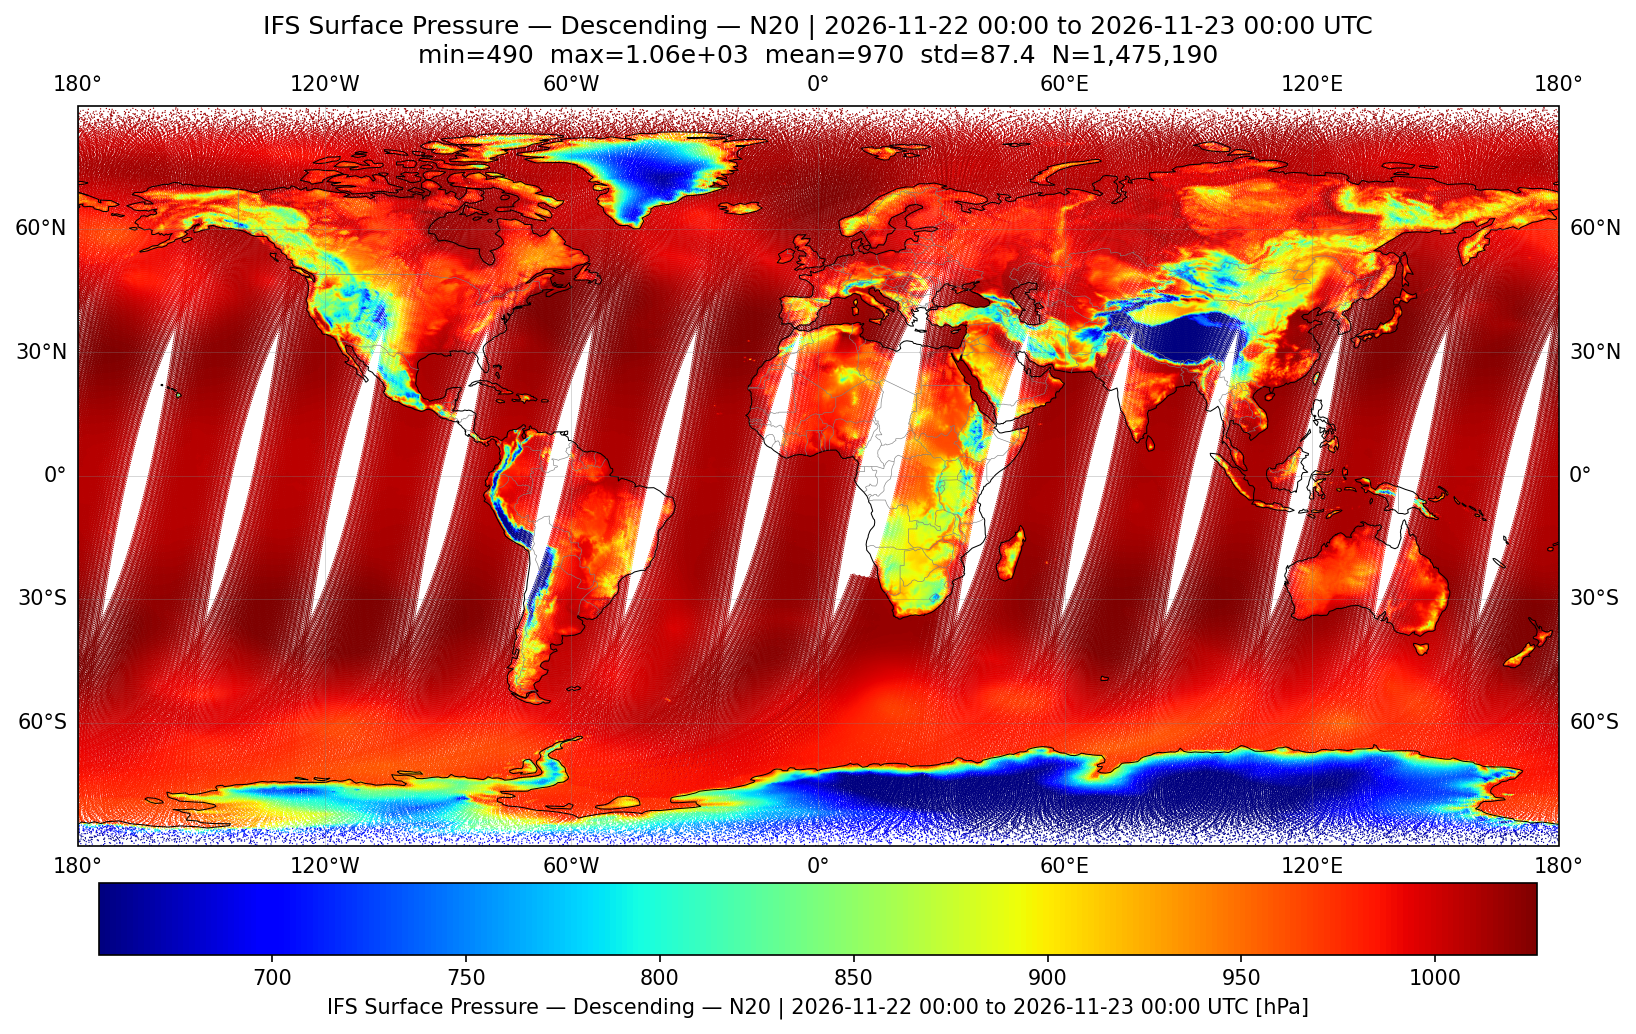 IFS Surface Pressure — Descending — N20 | 2026-11-22 00:00 to 2026-11-23 00:00 UTC
min=490  max=1.06e+03  mean=970  std=87.4  N=1,475,190
180° 120°W 60°W 0° 60°E 120°E 180°
60°N 60°N
30°N 30°N
0° 0°
30°S 30°S
60°S 60°S
180° 120°W 60°W 0° 60°E 120°E 180°
700 750 800 850 900 950 1000
IFS Surface Pressure — Descending — N20 | 2026-11-22 00:00 to 2026-11-23 00:00 UTC [hPa]